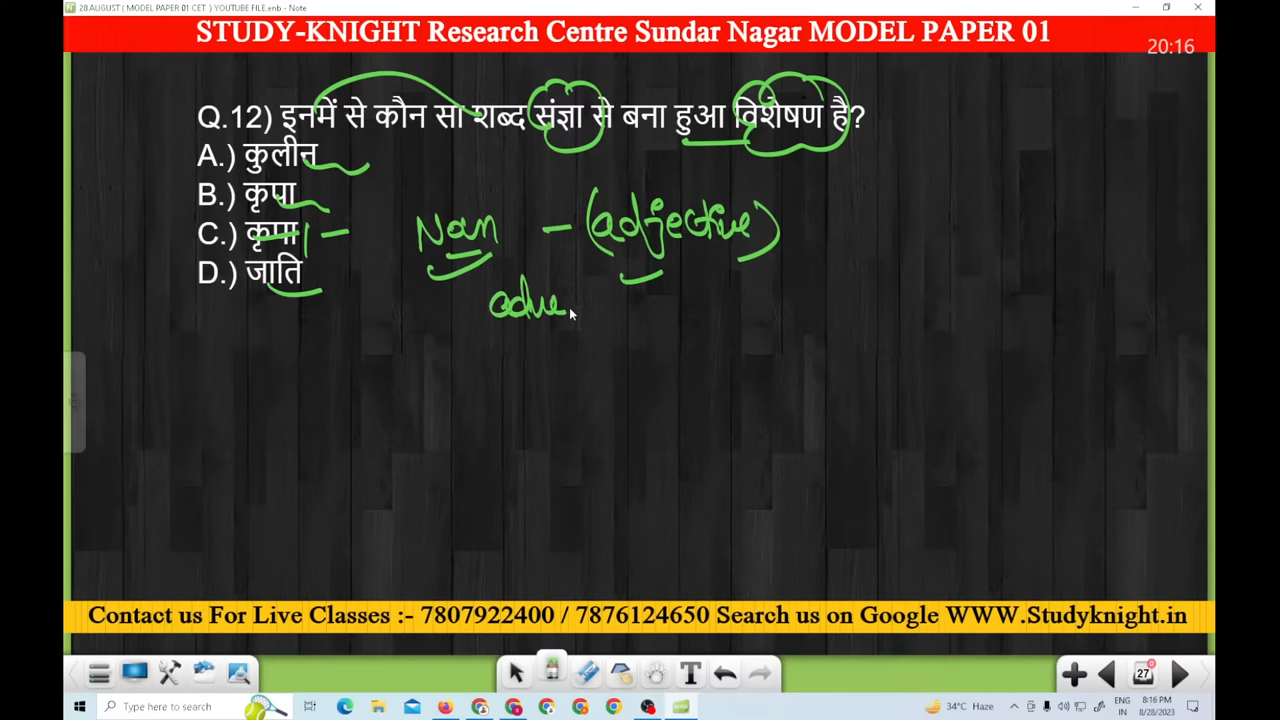 28 AUGUST ( MODEL PAPER 01 CET ) YOUTUBE FILE.enb - Note
STUDY-KNIGHT Research Centre Sundar Nagar MODEL PAPER 01
20:16
Q.12) इनमें से कौन सा शब्द संज्ञा से बना हुआ विशेषण है?
A.) कुलीन
B.) कृपा
C.) कृपा
D.) जाति
Nan - (adjective)
adve
Contact us For Live Classes :- 7807922400 / 7876124650 Search us on Google WWW.Studyknight.in
T
27
0
Type here to search
34°C Haze
ENG
IN
8:16 PM
8/28/2023